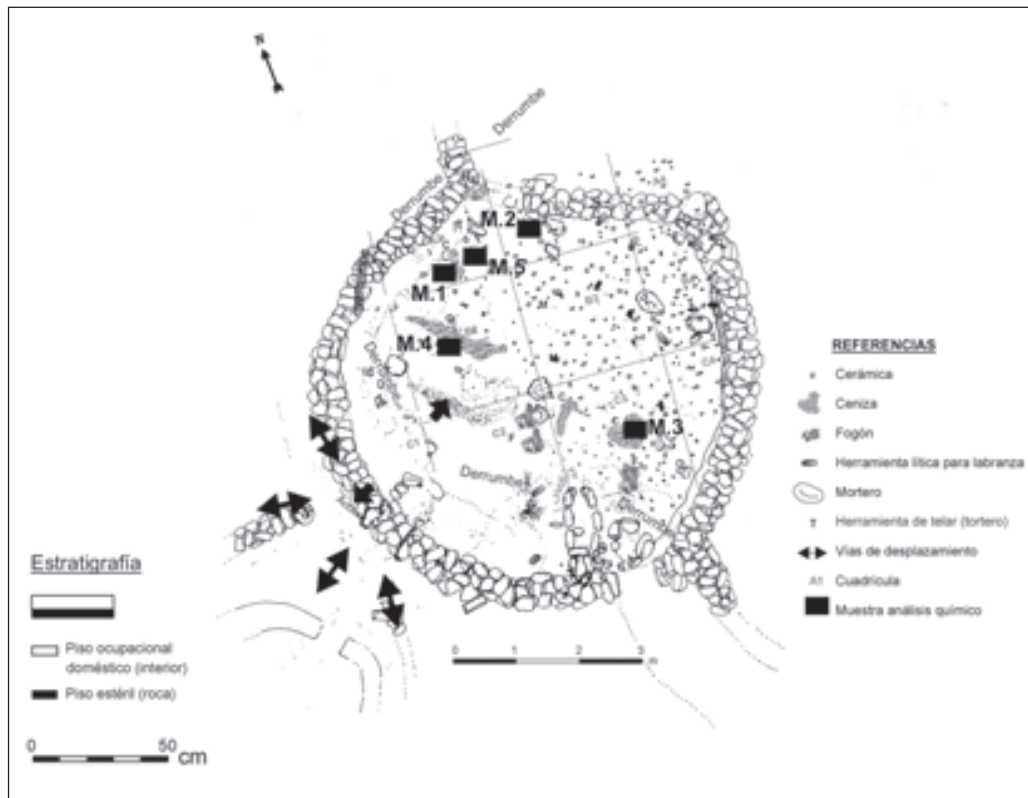 N
Derrumbe
Derrumbe
M.2
M.5
M.1
M.4
M.3
Derrumbe
Derrumbe
REFERENCIAS
Cerámica
Ceniza
Fogón
Herramienta lítica para labranza
Mortero
Herramienta de telar (tortero)
Vías de desplazamiento
A1 Cuadrícula
Muestra análisis químico
Estratigrafía
Piso ocupacional
doméstico (interior)
Piso estéril (roca)
0 50
cm
0 1 2 3
m